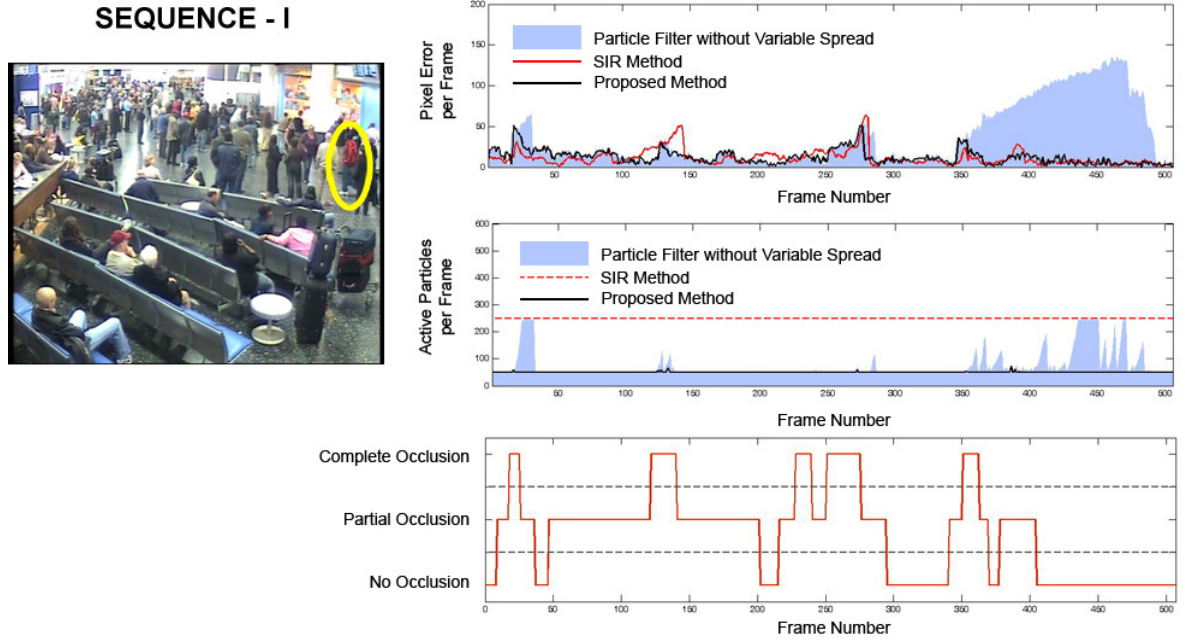 SEQUENCE - I
Pixel Error
per Frame
200
150
100
50
0
Particle Filter without Variable Spread
SIR Method
Proposed Method
50 100 150 200 250 300 350 400 450 500
Frame Number
Active Particles
per Frame
600
500
400
300
200
100
0
Particle Filter without Variable Spread
SIR Method
Proposed Method
50 100 150 200 250 300 350 400 450 500
Frame Number
Complete Occlusion
Partial Occlusion
No Occlusion
0 50 100 150 200 250 300 350 400 450 500
Frame Number